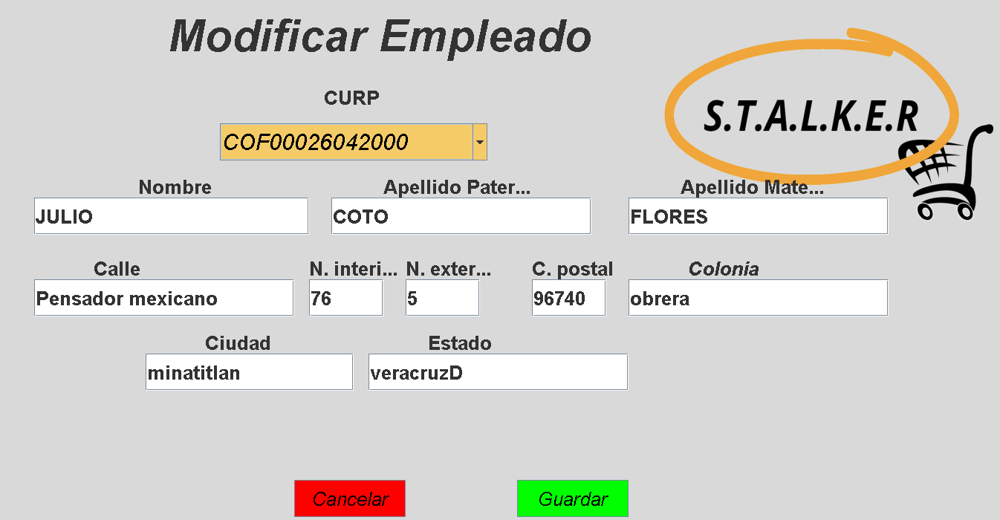 Modificar Empleado
S.T.A.L.K.E.R
CURP
COF00026042000
Nombre Apellido Pater... Apellido Mate...
JULIO COTO FLORES
Calle N. interi... N. exter... C. postal Colonia
Pensador mexicano 76 5 96740 obrera
Ciudad Estado
minatitlan veracruzD
Cancelar Guardar